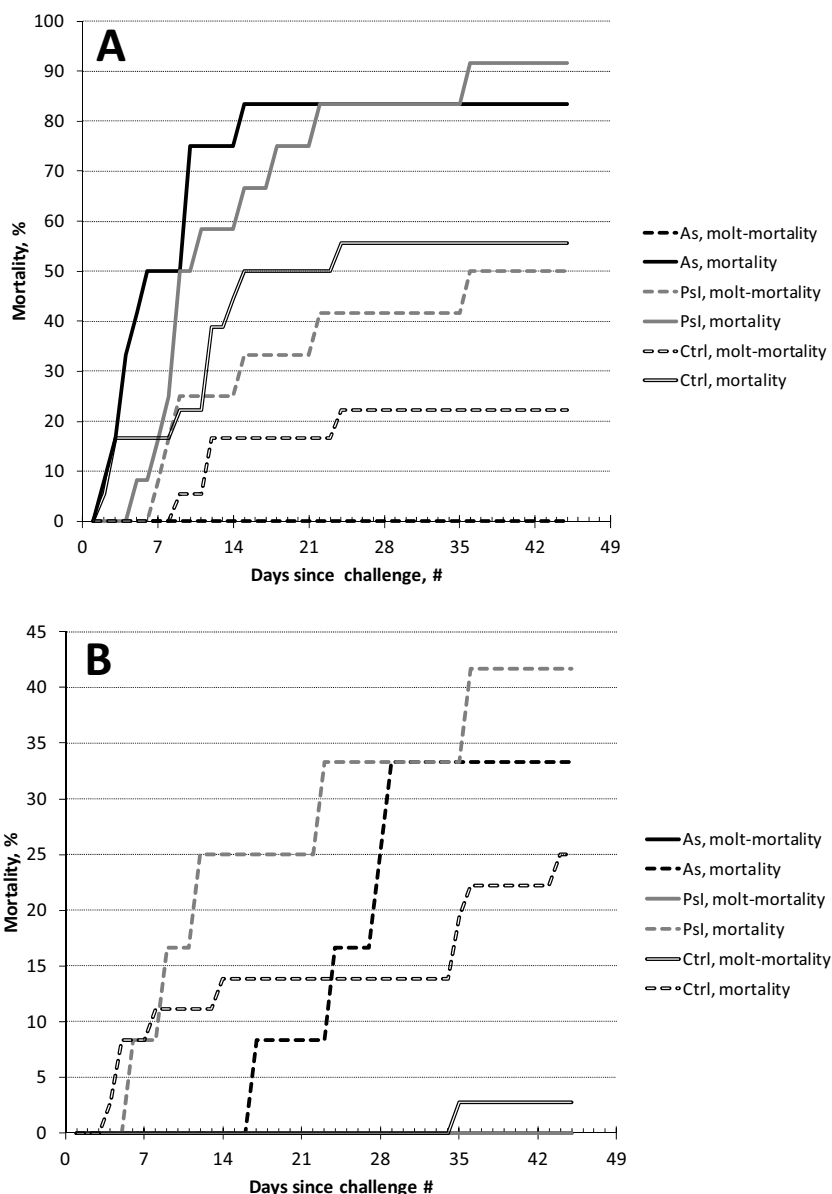 A
100
90
80
70
60
50
40
30
20
10
0
Mortality, %
0 7 14 21 28 35 42 49
Days since challenge, #
As, molt-mortality
As, mortality
PsI, molt-mortality
PsI, mortality
Ctrl, molt-mortality
Ctrl, mortality
B
45
40
35
30
25
20
15
10
5
0
Mortality, %
0 7 14 21 28 35 42 49
Days since challenge #
As, molt-mortality
As, mortality
PsI, molt-mortality
PsI, mortality
Ctrl, molt-mortality
Ctrl, mortality